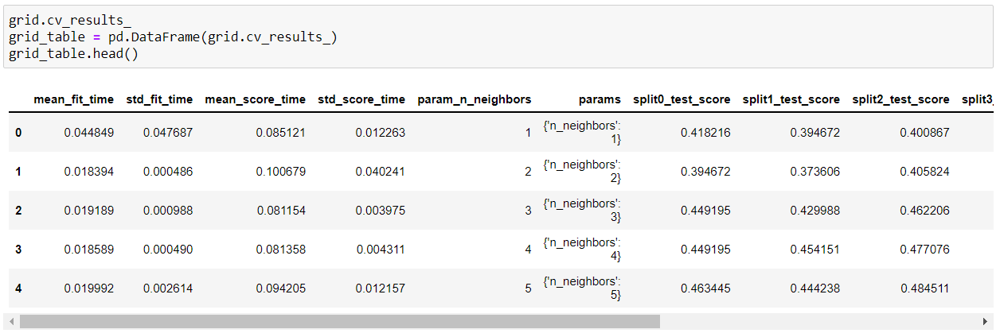 grid.cv_results_
grid_table = pd.DataFrame(grid.cv_results_)
grid_table.head()
mean_fit_time std_fit_time mean_score_time std_score_time param_n_neighbors params split0_test_score split1_test_score split2_test_score split3_
0 0.044849 0.047687 0.085121 0.012263 1 {'n_neighbors': 1} 0.418216 0.394672 0.400867
1 0.018394 0.000486 0.100679 0.040241 2 {'n_neighbors': 2} 0.394672 0.373606 0.405824
2 0.019189 0.000988 0.081154 0.003975 3 {'n_neighbors': 3} 0.449195 0.429988 0.462206
3 0.018589 0.000490 0.081358 0.004311 4 {'n_neighbors': 4} 0.449195 0.454151 0.477076
4 0.019992 0.002614 0.094205 0.012157 5 {'n_neighbors': 5} 0.463445 0.444238 0.484511